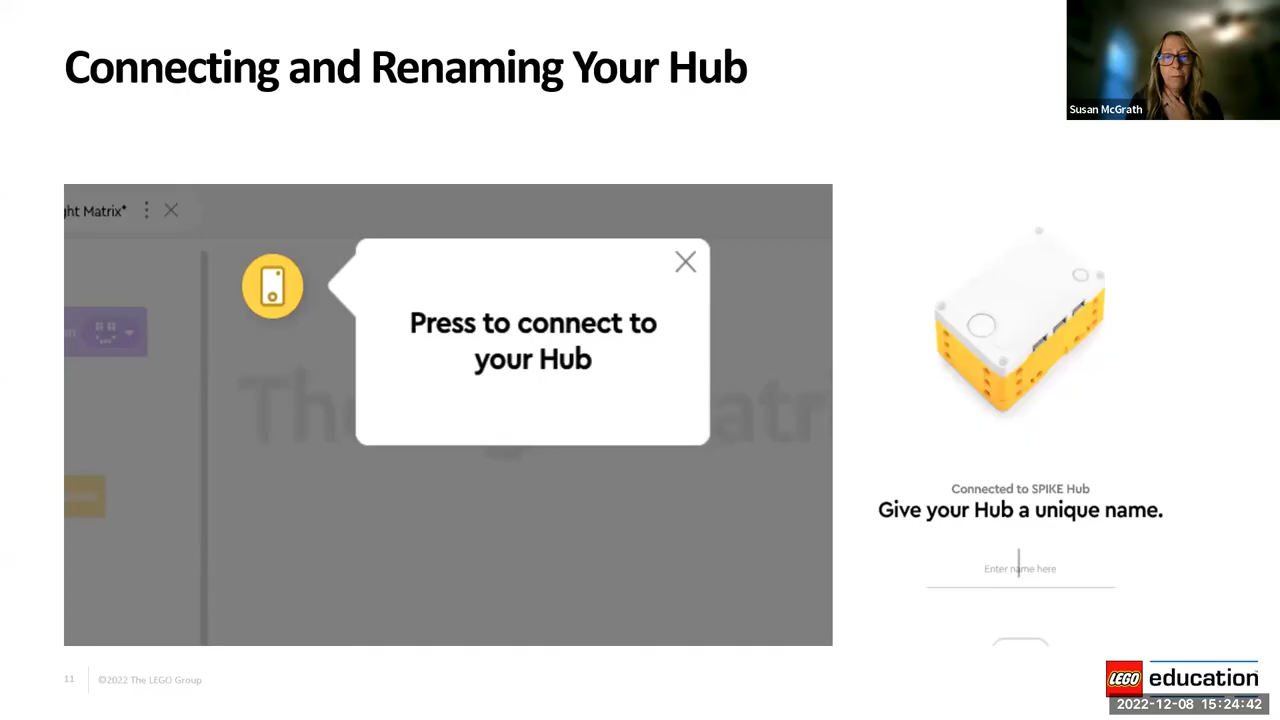 Connecting and Renaming Your Hub
Susan McGrath
ght Matrix*
Press to connect to
your Hub
The
atri
Connected to SPIKE Hub
Give your Hub a unique name.
Enter name here
11
©2022 The LEGO Group
LEGO education
2022-12-08 15:24:42